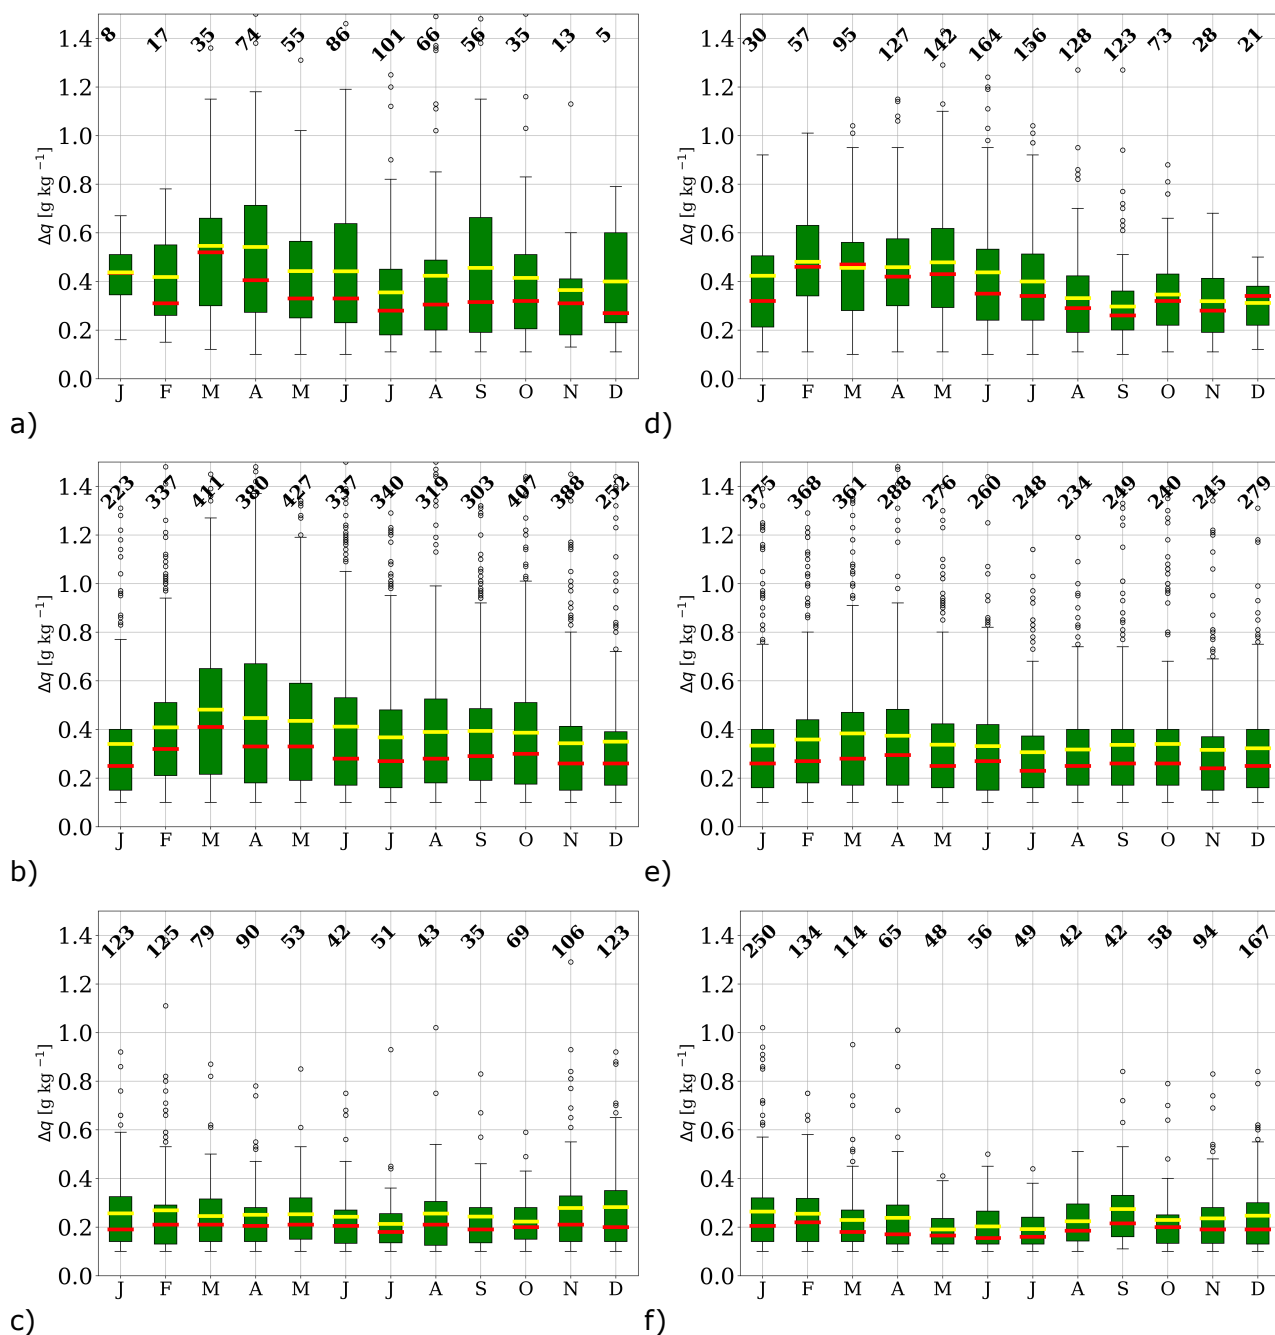 8 17 35 74 55 86 101 66 56 35 13 5
1.4
1.2
1.0
0.8
0.6
0.4
0.2
0.0
Δq [g kg −1]
J F M A M J J A S O N D
a)
30 57 95 127 142 164 156 128 123 73 28 21
1.4
1.2
1.0
0.8
0.6
0.4
0.2
0.0
Δq [g kg −1]
J F M A M J J A S O N D
d)
223 337 411 380 427 337 340 319 303 407 388 252
1.4
1.2
1.0
0.8
0.6
0.4
0.2
0.0
Δq [g kg −1]
J F M A M J J A S O N D
b)
375 368 361 288 276 260 248 234 249 240 245 279
1.4
1.2
1.0
0.8
0.6
0.4
0.2
0.0
Δq [g kg −1]
J F M A M J J A S O N D
e)
123 125 79 90 53 42 51 43 35 69 106 123
1.4
1.2
1.0
0.8
0.6
0.4
0.2
0.0
Δq [g kg −1]
J F M A M J J A S O N D
c)
250 134 114 65 48 56 49 42 42 58 94 167
1.4
1.2
1.0
0.8
0.6
0.4
0.2
0.0
Δq [g kg −1]
J F M A M J J A S O N D
f)